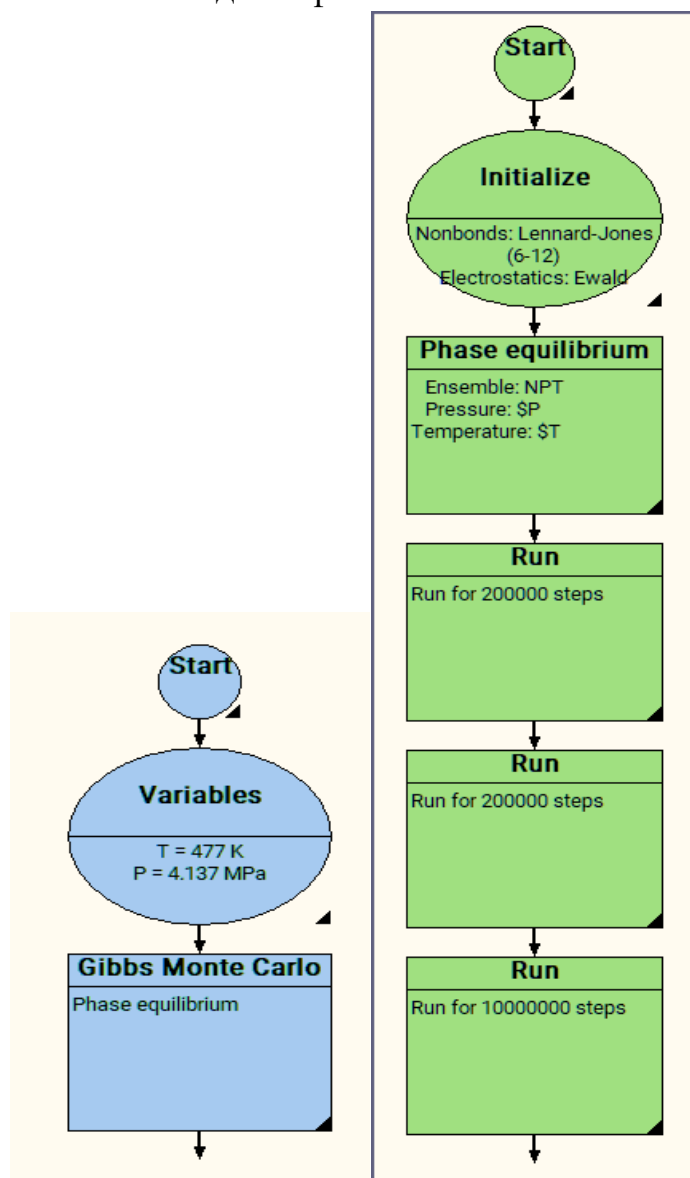 Start
Variables
T = 477 K
P = 4.137 MPa
Gibbs Monte Carlo
Phase equilibrium
Start
Initialize
Nonbonds: Lennard-Jones
(6-12)
Electrostatics: Ewald
Phase equilibrium
Ensemble: NPT
Pressure: $P
Temperature: $T
Run
Run for 200000 steps
Run
Run for 200000 steps
Run
Run for 10000000 steps